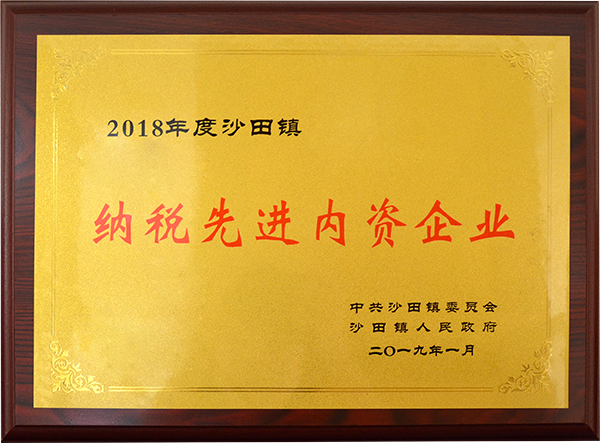 2018年度沙田镇
纳税先进内资企业
中共沙田镇委员会
沙田镇人民政府
二〇一九年一月